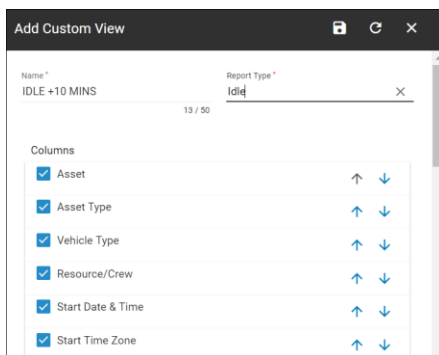 Add Custom View
Name * Report Type *
IDLE +10 MINS Idle
13 / 50
Columns
Asset
Asset Type
Vehicle Type
Resource/Crew
Start Date & Time
Start Time Zone